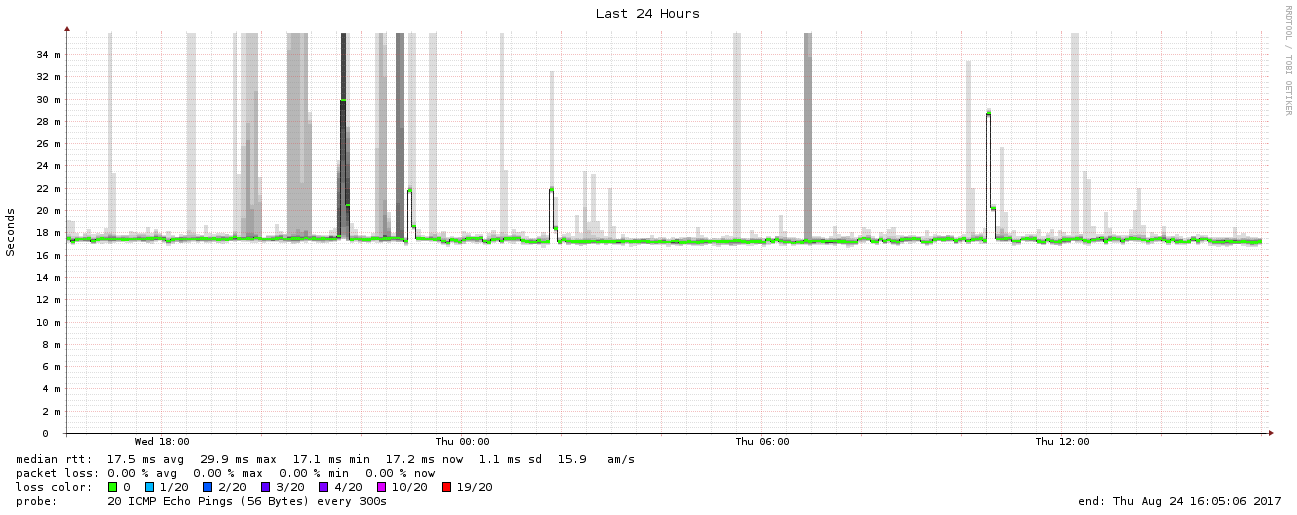 Last 24 Hours
RRDTOOL / TOBI OETIKER
Seconds
34 m
32 m
30 m
28 m
26 m
24 m
22 m
20 m
18 m
16 m
14 m
12 m
10 m
8 m
6 m
4 m
2 m
0
Wed 18:00 Thu 00:00 Thu 06:00 Thu 12:00
median rtt: 17.5 ms avg 29.9 ms max 17.1 ms min 17.2 ms now 1.1 ms sd 15.9 am/s
packet loss: 0.00 % avg 0.00 % max 0.00 % min 0.00 % now
loss color: 0 1/20 2/20 3/20 4/20 10/20 19/20
probe: 20 ICMP Echo Pings (56 Bytes) every 300s end: Thu Aug 24 16:05:06 2017